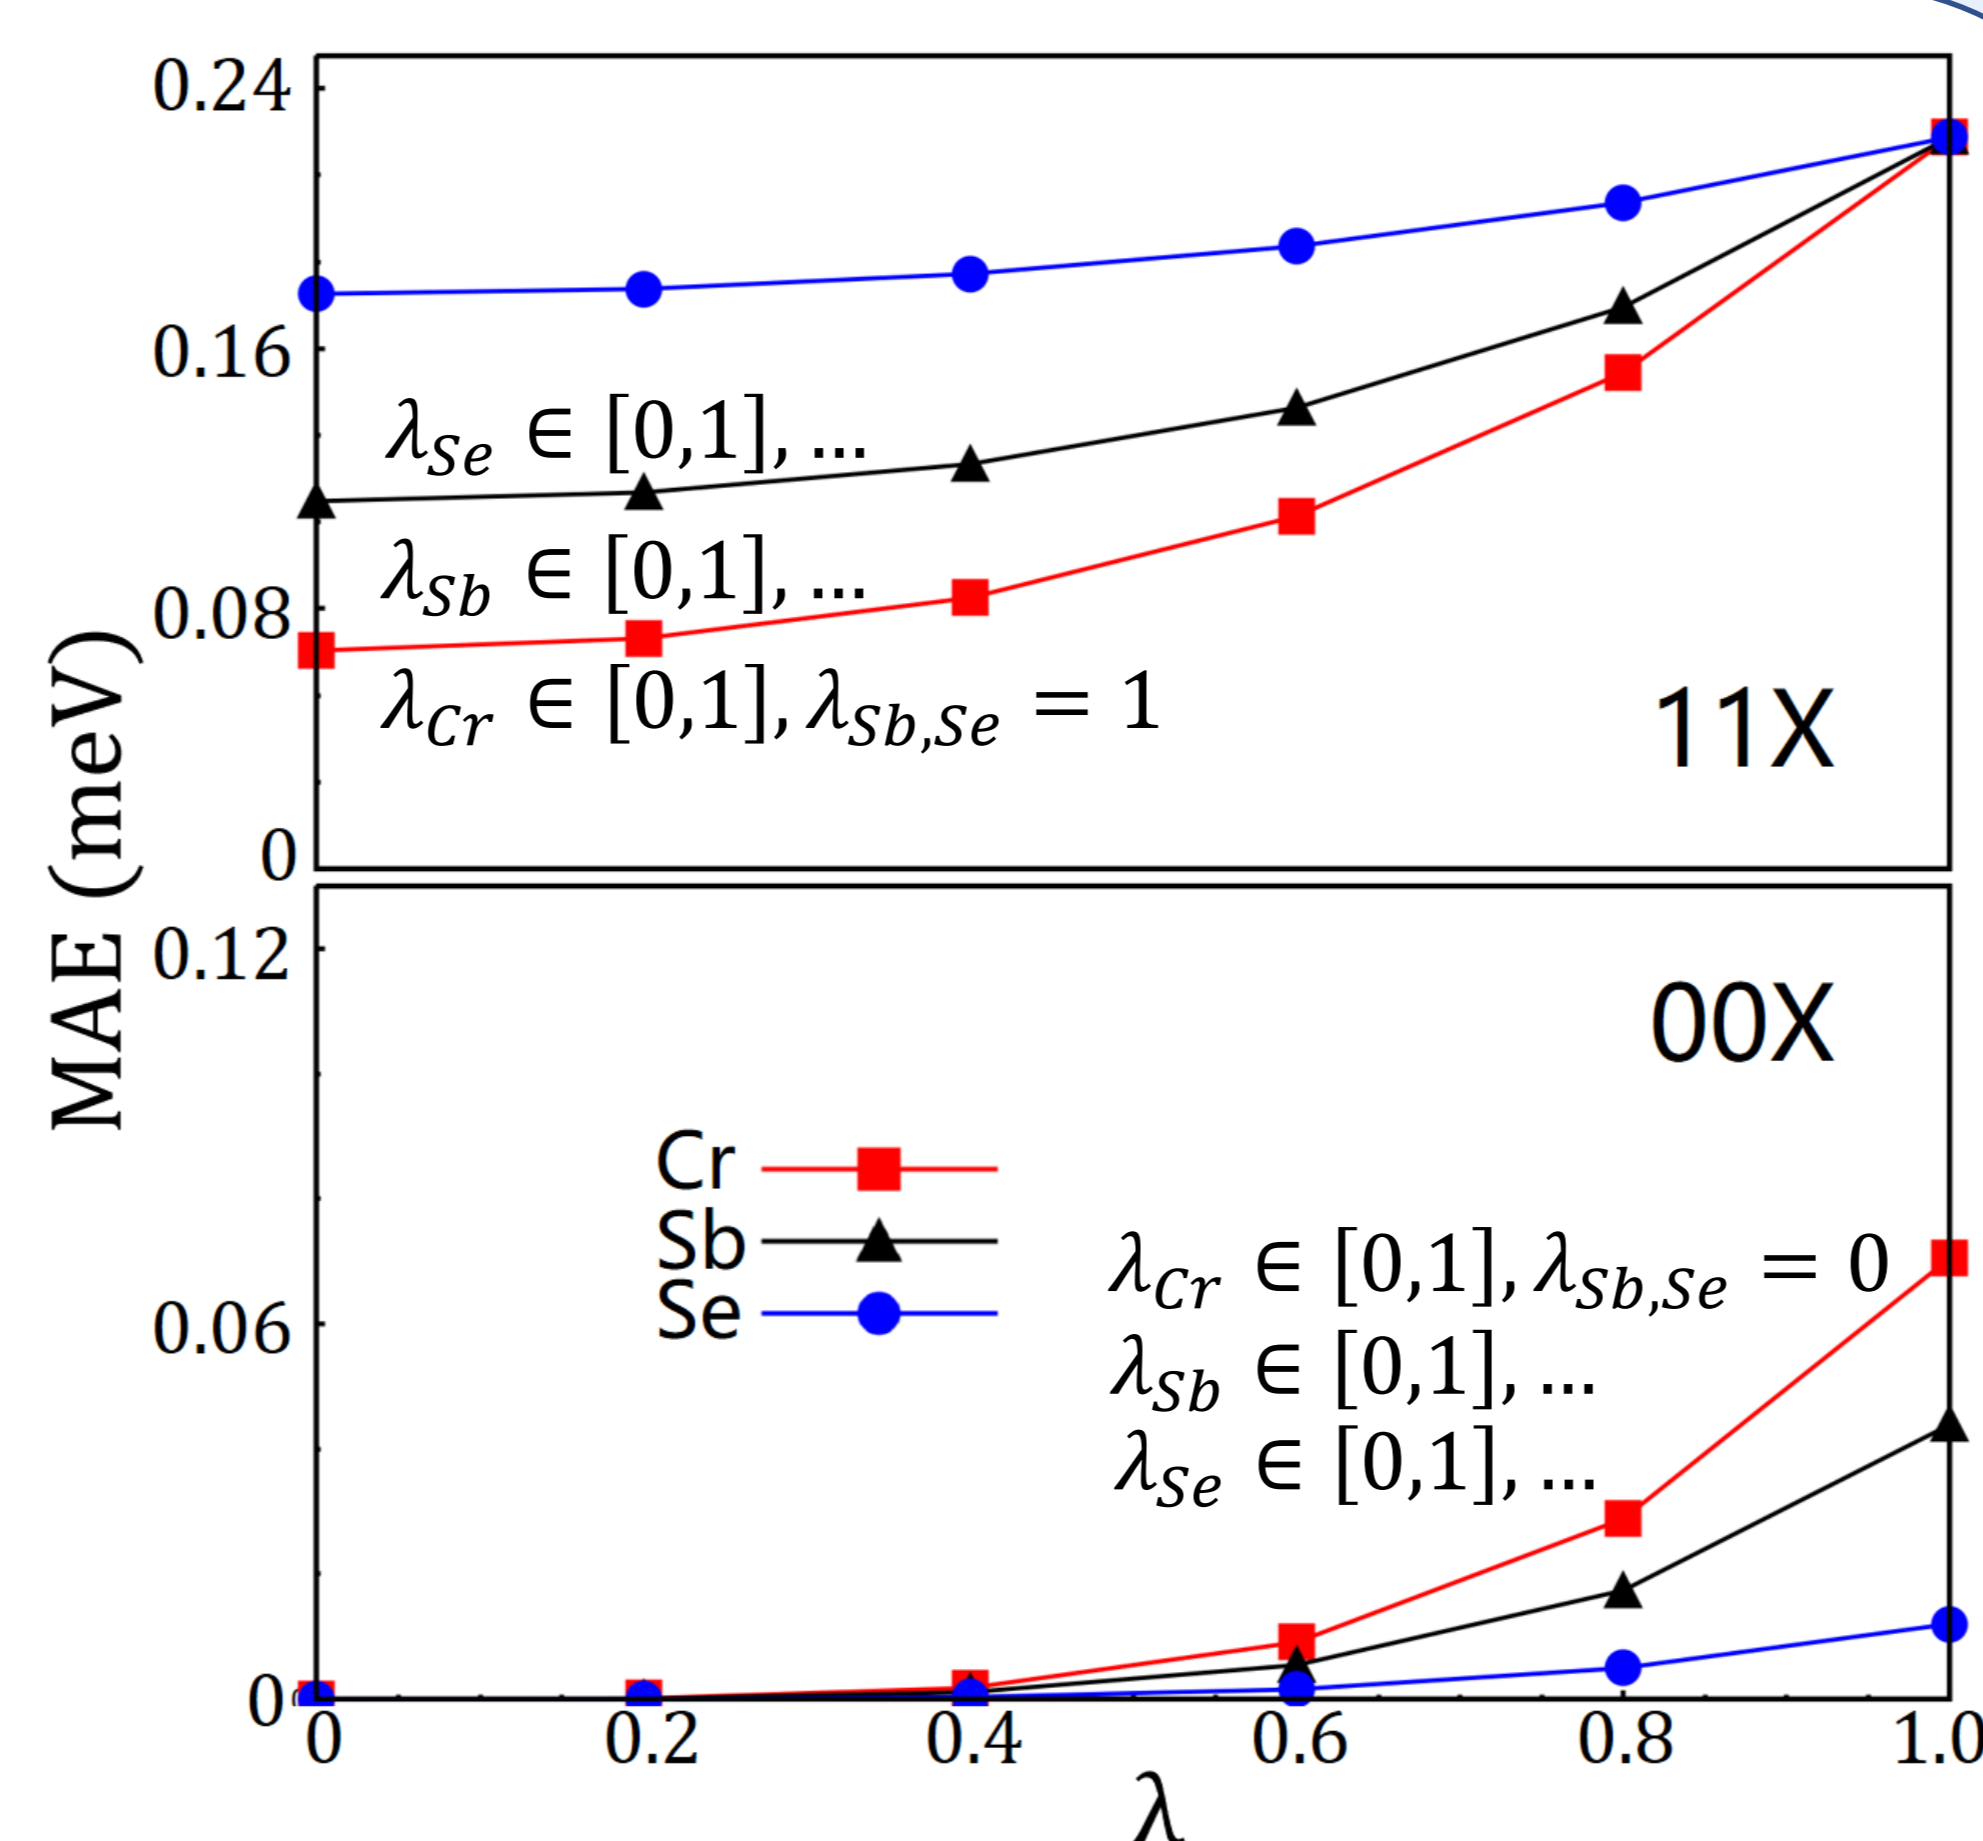 MAE (meV)
0.24
0.16
0.08
0
λSe ∈ [0,1], ...
λSb ∈ [0,1], ...
λCr ∈ [0,1], λSb,Se = 1
11X
0.12
0.06
0
00X
Cr
Sb
Se
λCr ∈ [0,1], λSb,Se = 0
λSb ∈ [0,1], ...
λSe ∈ [0,1], ...
0 0.2 0.4 0.6 0.8 1.0
λ